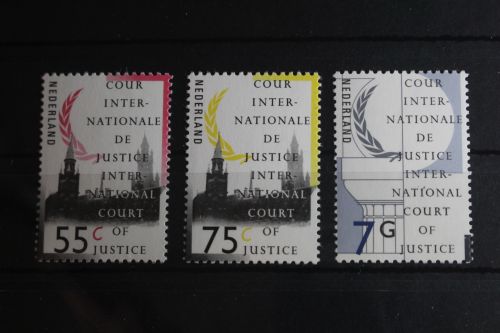 NEDERLAND
COUR
INTER-
NATIONALE
DE
JUSTICE
INTER-
NATIONAL
COURT
OF
JUSTICE
55c
NEDERLAND
COUR
INTER-
NATIONALE
DE
JUSTICE
INTER-
NATIONAL
COURT
OF
JUSTICE
75c
NEDERLAND
COUR
INTER-
NATIONALE
DE
JUSTICE
INTER-
NATIONAL
COURT
OF
JUSTICE
7G